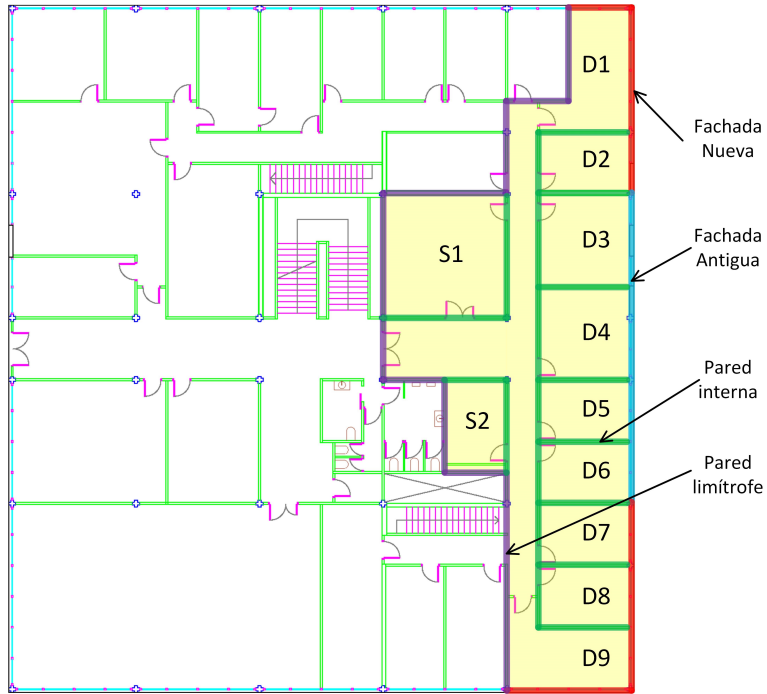 D1
Fachada
Nueva
D2
D3
Fachada
Antigua
S1
D4
Pared
interna
D5
S2
D6
Pared
limítrofe
D7
D8
D9